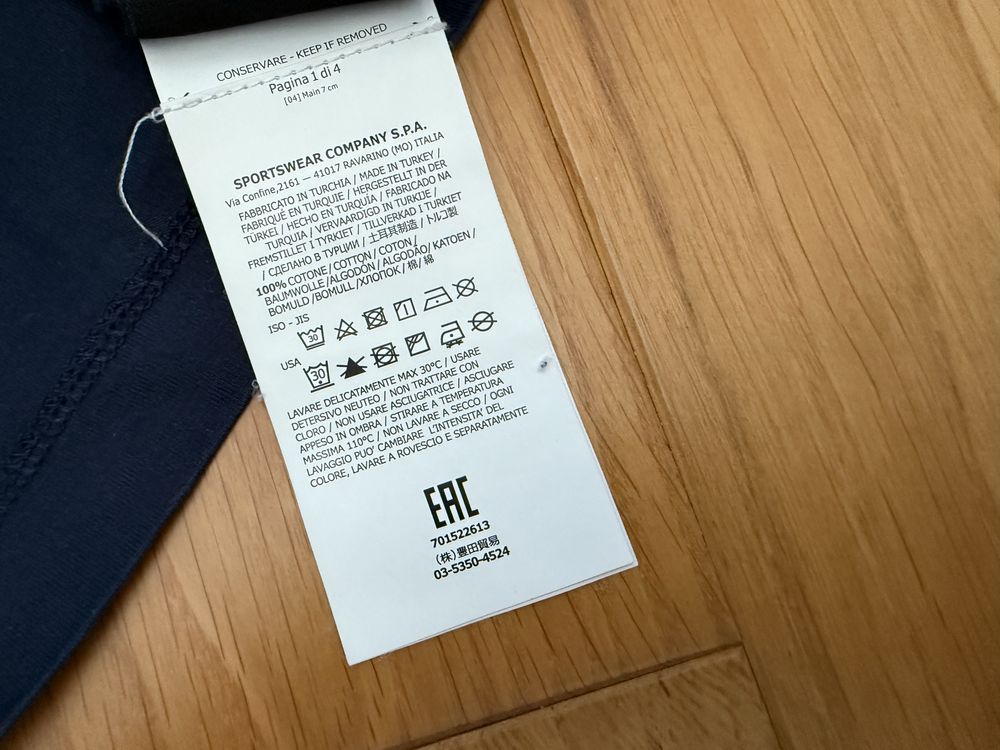 CONSERVARE - KEEP IF REMOVED
Pagina 1 di 4
[04] Main 7 cm
SPORTSWEAR COMPANY S.P.A.
Via Confine,2161 — 41017 RAVARINO (MO) ITALIA
FABBRICATO IN TURCHIA / MADE IN TURKEY /
FABRIQUÉ EN TURQUIE / HERGESTELLT IN DER
TÜRKEI / HECHO EN TURQUÍA / FABRICADO NA
TURQUIA / VERVAARDIGD IN TURKIJE /
FREMSTILLET I TYRKIET / TILLVERKAD I TURKIET
/ СДЕЛАНО В ТУРЦИИ / 土耳其制造 / トルコ製
100% COTONE / COTTON / COTON /
BAUMWOLLE / ALGODÓN / ALGODÃO/ KATOEN /
BOMULD /BOMULL /ХЛОПОК / 棉/ 綿
ISO - JIS
30
USA
30
LAVARE DELICATAMENTE MAX 30°C / USARE
DETERSIVO NEUTEO / NON TRATTARE CON
CLORO / NON USARE ASCIUGATRICE / ASCIUGARE
APPESO IN OMBRA / STIRARE A TEMPERATURA
MASSIMA 110°C / NON LAVARE A SECCO / OGNI
LAVAGGIO PUO' CAMBIARE L'INTENSITA' DEL
COLORE, LAVARE A ROVESCIO E SEPARATAMENTE
EAC
701522613
(株)豊田貿易
03-5350-4524